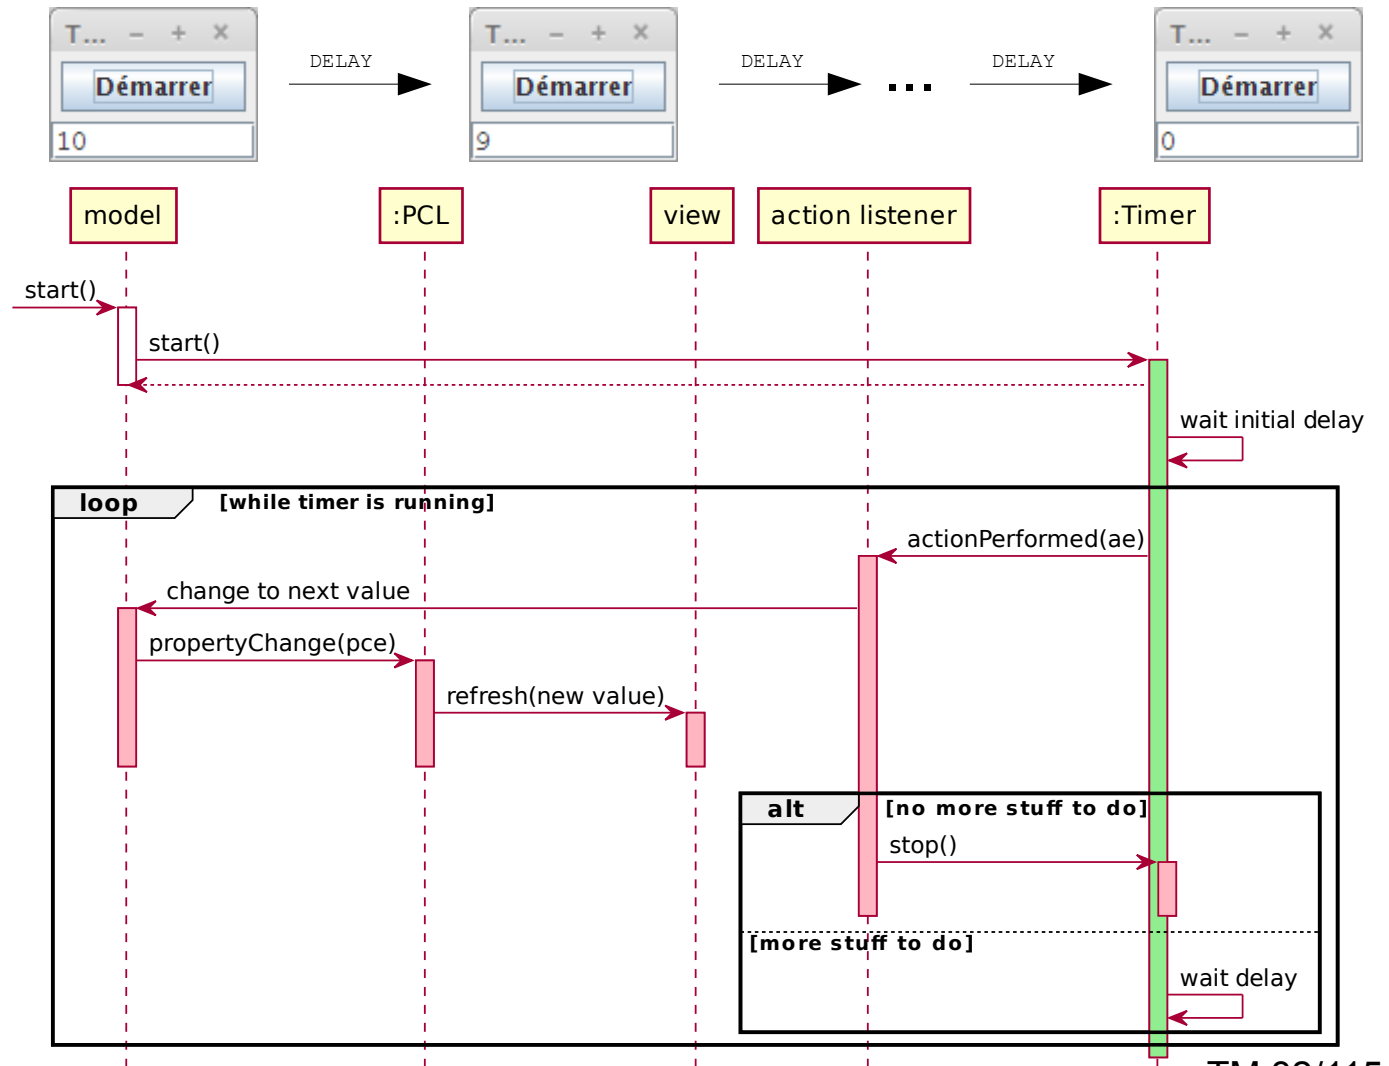 T... − + ×
Démarrer
10
DELAY
T... − + ×
Démarrer
9
DELAY
...
DELAY
T... − + ×
Démarrer
0
model
:PCL
view
action listener
:Timer
start()
start()
wait initial delay
loop [while timer is running]
actionPerformed(ae)
change to next value
propertyChange(pce)
refresh(new value)
alt [no more stuff to do]
stop()
[more stuff to do]
wait delay